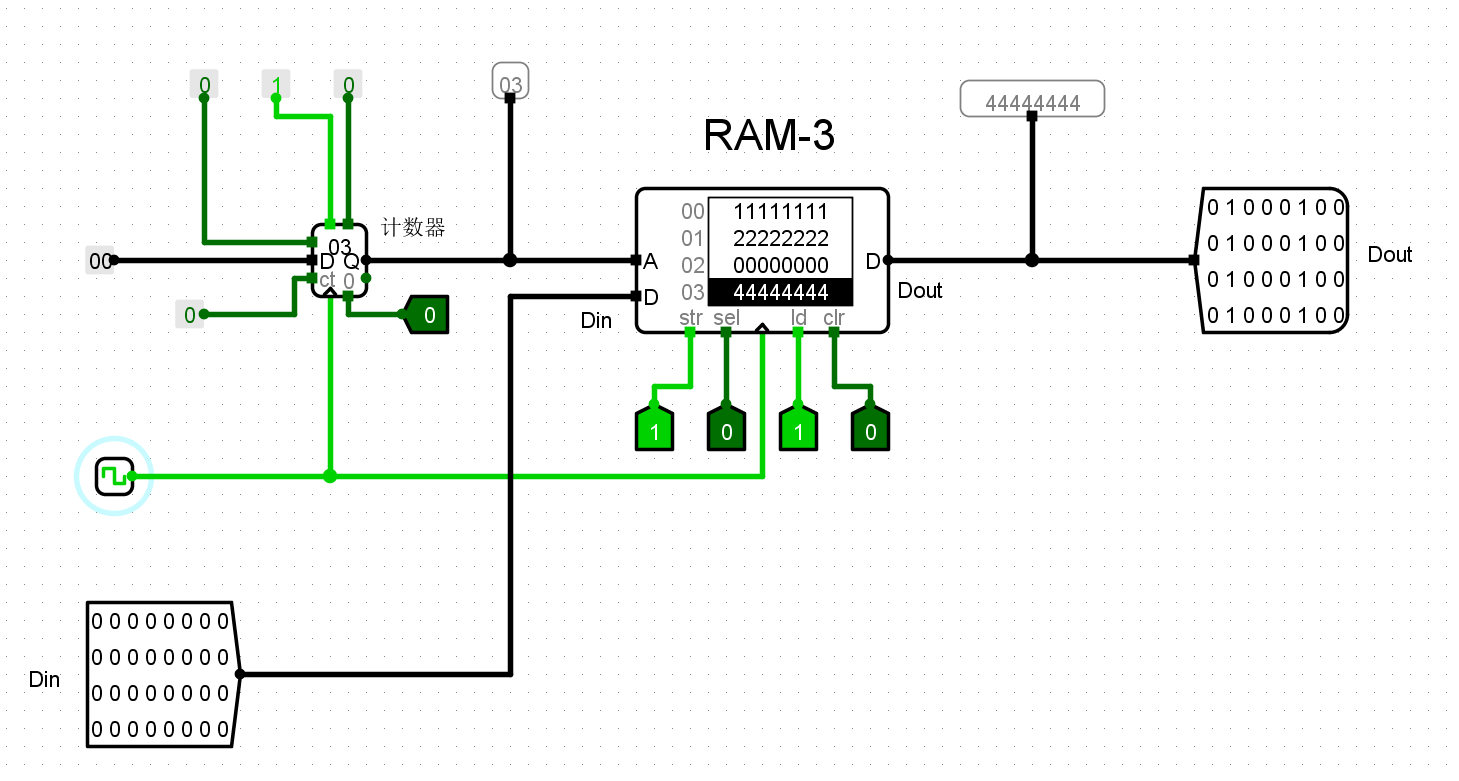 0 1 0
03
44444444
RAM-3
计数器
03
00
D Q
ct 0
0
0
A
D
00 11111111
01 22222222
02 00000000
03 44444444
D
str sel ld clr
Din
Dout
1 0 1 0
0 1 0 0 0 1 0 0
0 1 0 0 0 1 0 0
0 1 0 0 0 1 0 0
0 1 0 0 0 1 0 0
Dout
Din
0 0 0 0 0 0 0 0
0 0 0 0 0 0 0 0
0 0 0 0 0 0 0 0
0 0 0 0 0 0 0 0